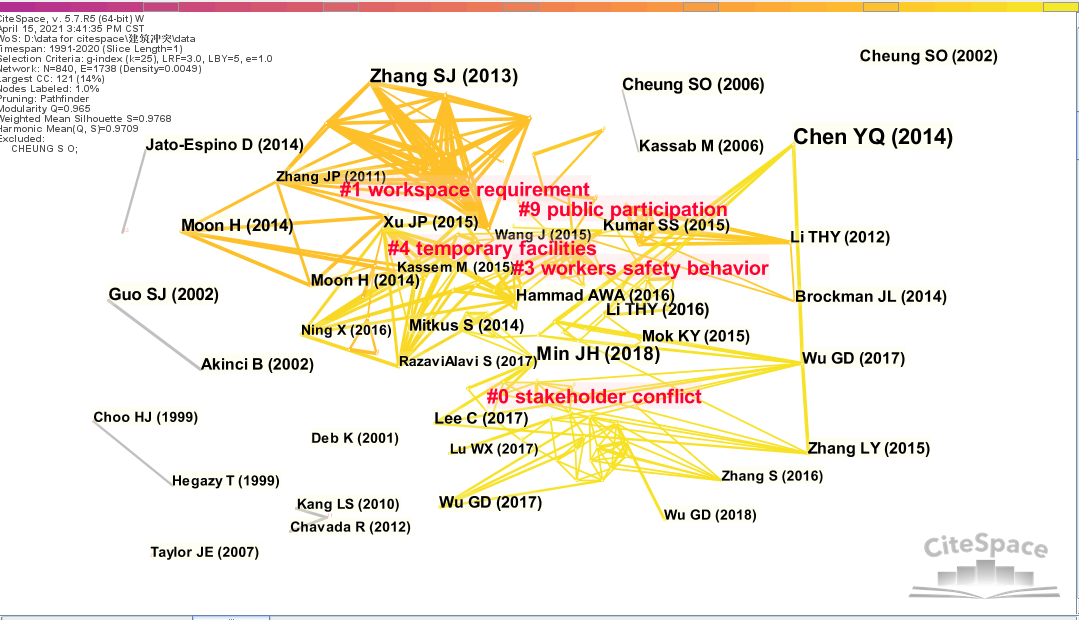 CiteSpace, v. 5.7.R5 (64-bit) W
April 15, 2021 3:41:35 PM CST
WoS: D:\data for citespace\建筑冲突\data
Timespan: 1991-2020 (Slice Length=1)
Selection Criteria: g-index (k=25), LRF=3.0, LBY=5, e=1.0
Network: N=840, E=1738 (Density=0.0049)
Largest CC: 121 (14%)
Nodes Labeled: 1.0%
Pruning: Pathfinder
Modularity Q=0.965
Weighted Mean Silhouette S=0.9768
Harmonic Mean(Q, S)=0.9709
Excluded:
CHEUNG S O;
Cheung SO (2002)
Zhang SJ (2013)
Cheung SO (2006)
Chen YQ (2014)
Jato-Espino D (2014)
Kassab M (2006)
Zhang JP (2011)
#1 workspace requirement
#9 public participation
Moon H (2014)
Xu JP (2015)
Kumar SS (2015)
Wang J (2015)
Li THY (2012)
#4 temporary facilities
Kassem M (2015)
#3 workers safety behavior
Moon H (2014)
Guo SJ (2002)
Hammad AWA (2016)
Brockman JL (2014)
Li THY (2016)
Ning X (2016)
Mitkus S (2014)
Mok KY (2015)
Akinci B (2002)
RazaviAlavi S (2017)
Min JH (2018)
Wu GD (2017)
#0 stakeholder conflict
Choo HJ (1999)
Lee C (2017)
Deb K (2001)
Lu WX (2017)
Zhang LY (2015)
Hegazy T (1999)
Zhang S (2016)
Kang LS (2010)
Wu GD (2017)
Wu GD (2018)
Chavada R (2012)
Taylor JE (2007)
CiteSpace